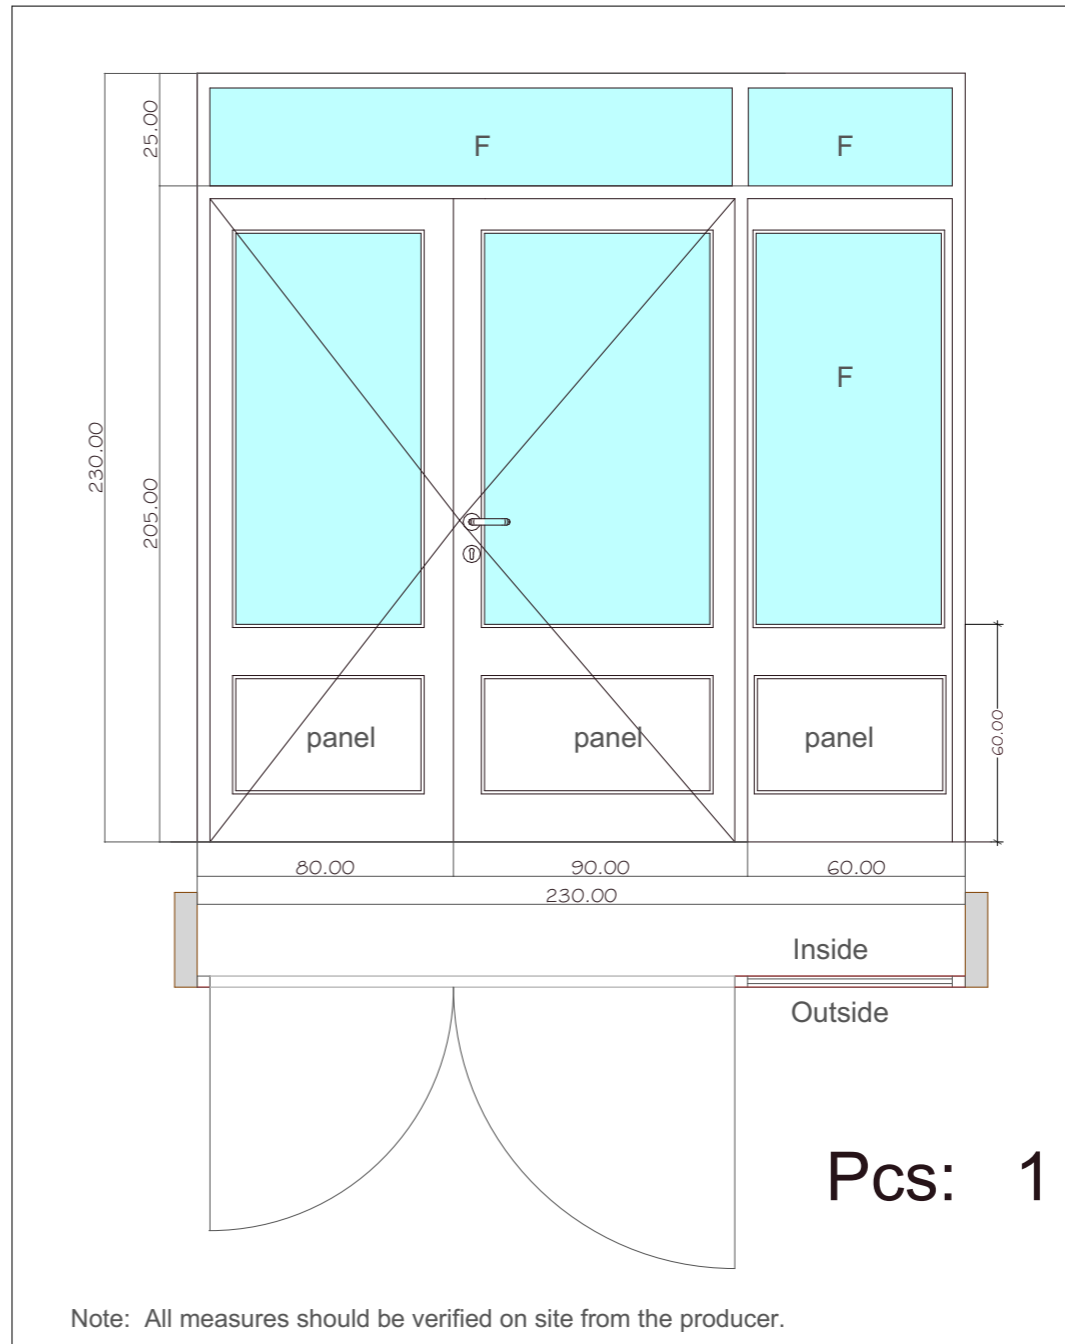 25.00
F F
230.00
205.00
F
panel panel panel
60.00
80.00 90.00 60.00
230.00
Inside
Outside
Pcs: 1
Note: All measures should be verified on site from the producer.